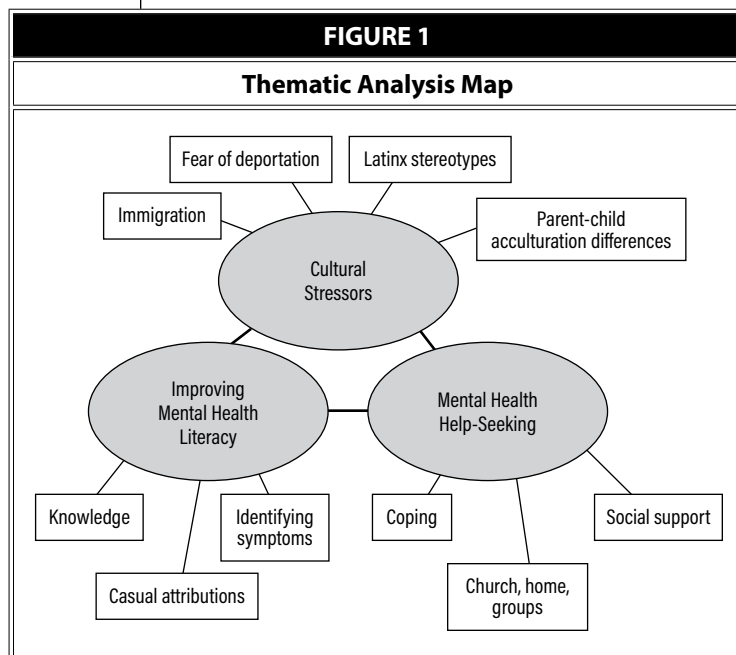 FIGURE 1
Thematic Analysis Map
Fear of deportation
Latinx stereotypes
Immigration
Parent-child
acculturation differences
Cultural
Stressors
Improving
Mental Health
Literacy
Mental Health
Help-Seeking
Knowledge
Identifying
symptoms
Coping
Social support
Casual attributions
Church, home,
groups